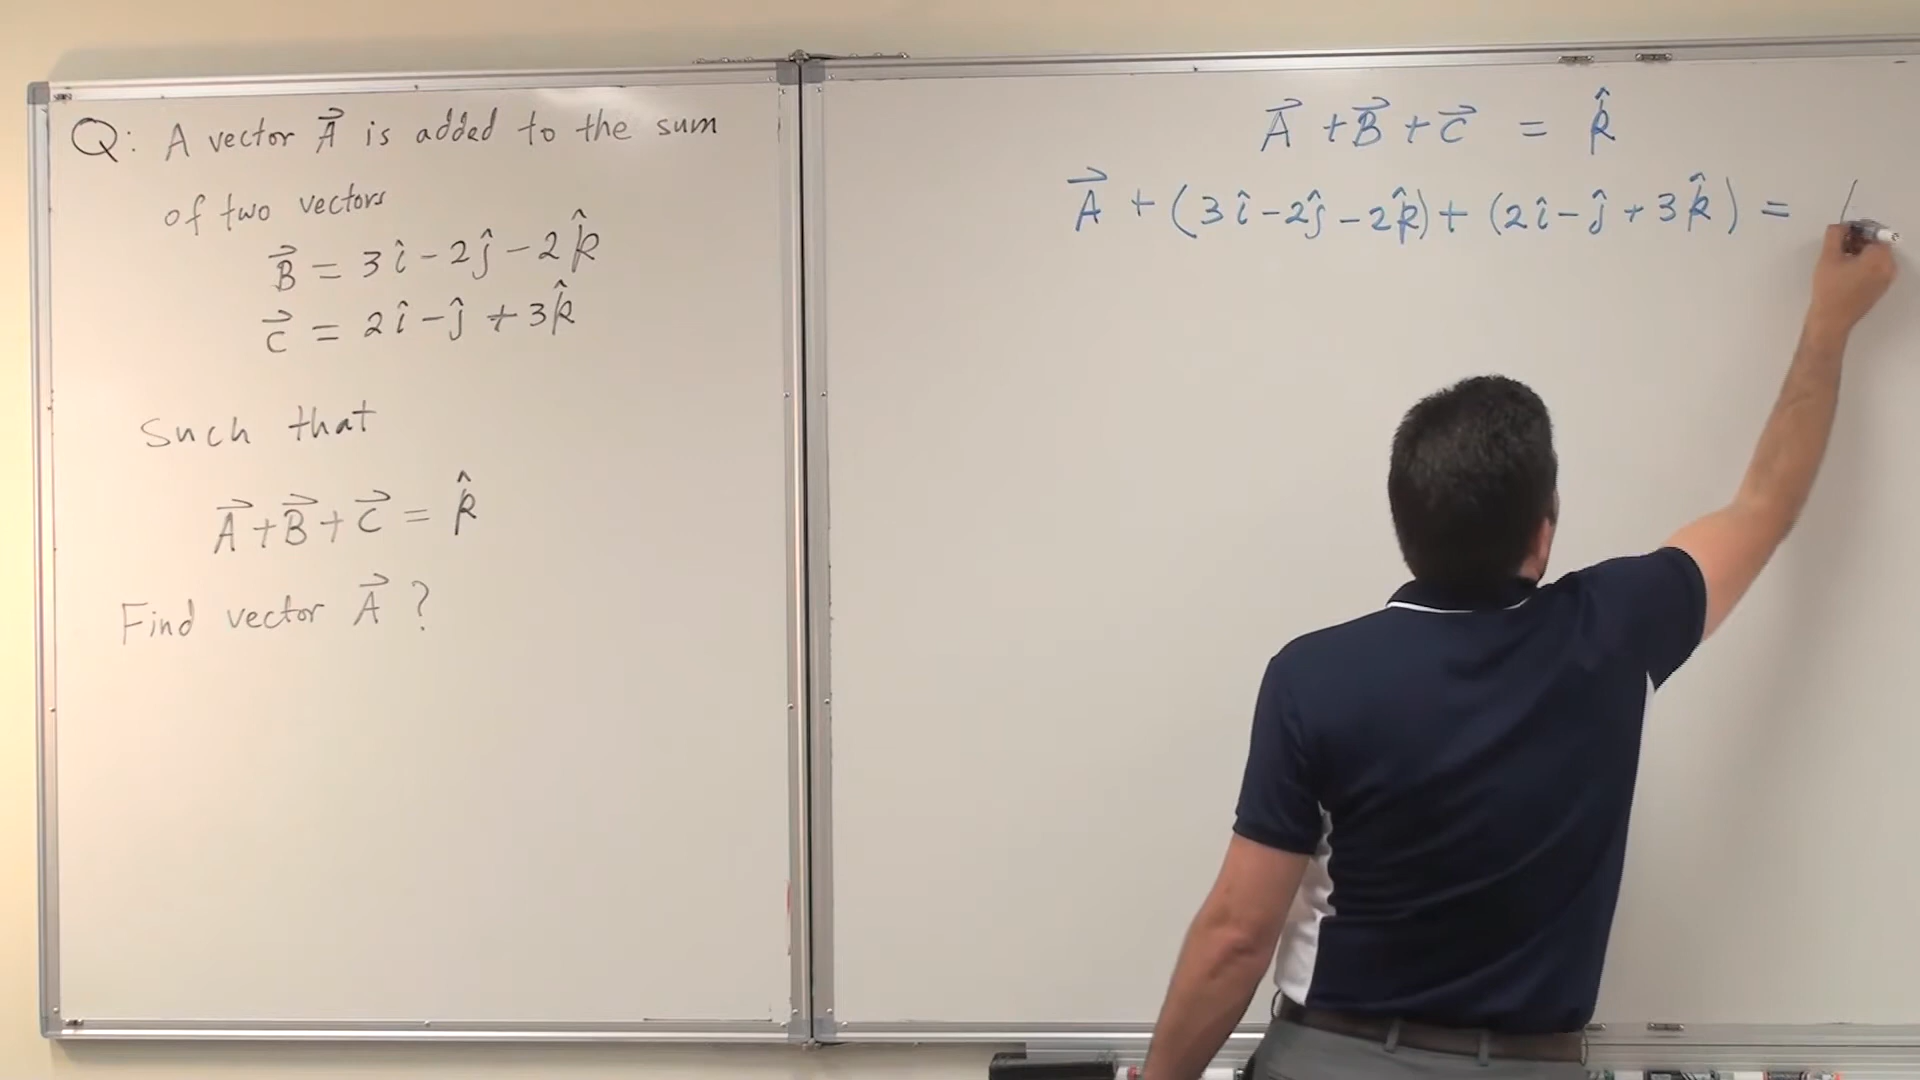 Q: A vector A⃗ is added to the sum
of two vectors
B⃗ = 3î - 2ĵ - 2k̂
C⃗ = 2î - ĵ + 3k̂
Such that
A⃗ + B⃗ + C⃗ = k̂
Find vector A⃗ ?
A⃗ + B⃗ + C⃗ = k̂
A⃗ + (3î - 2ĵ - 2k̂) + (2î - ĵ + 3k̂) = (